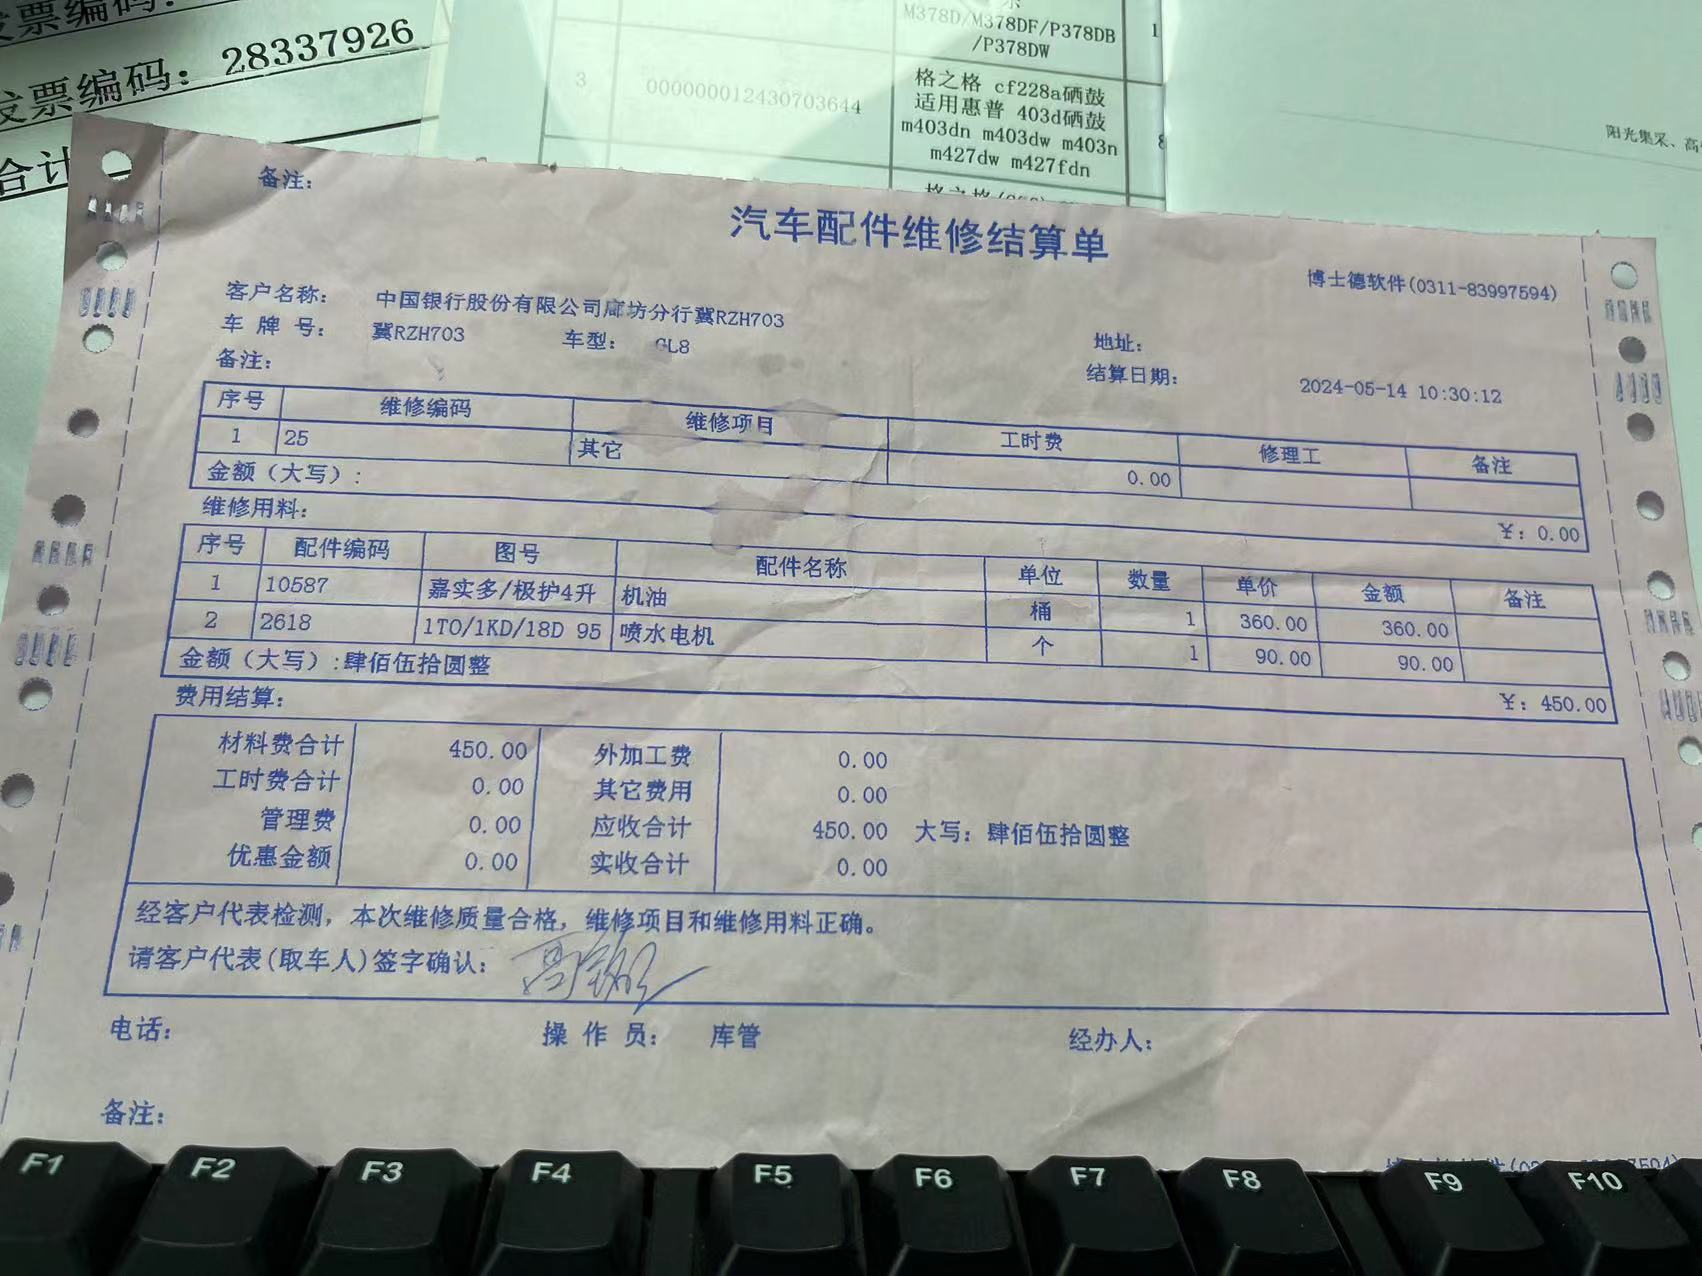 发票编码:
发票编码: 28337926
合计
M378D/M378DF/P378DB
/P378DW
3
000000012430703644
格之格 cf228a硒鼓
适用惠普 403d硒鼓
m403dn m403dw m403n
m427dw m427fdn
阳光集采、高
备注:
汽车配件维修结算单
博士德软件(0311-83997594)
客户名称: 中国银行股份有限公司廊坊分行冀RZH703
车 牌 号: 冀RZH703 车型: GL8 地址:
备注: 结算日期: 2024-05-14 10:30:12
序号 维修编码 维修项目 工时费 修理工 备注
1 25 其它 0.00
金额(大写): ¥: 0.00
维修用料:
序号 配件编码 图号 配件名称 单位 数量 单价 金额 备注
1 10587 嘉实多/极护4升 机油 桶 1 360.00 360.00
2 2618 1TO/1KD/18D 95 喷水电机 个 1 90.00 90.00
金额(大写):肆佰伍拾圆整 ¥: 450.00
费用结算:
材料费合计 450.00 外加工费 0.00
工时费合计 0.00 其它费用 0.00
管理费 0.00 应收合计 450.00 大写: 肆佰伍拾圆整
优惠金额 0.00 实收合计 0.00
经客户代表检测, 本次维修质量合格, 维修项目和维修用料正确。
请客户代表(取车人)签字确认:
电话: 操 作 员: 库管 经办人:
备注:
F1 F2 F3 F4 F5 F6 F7 F8 F9 F10